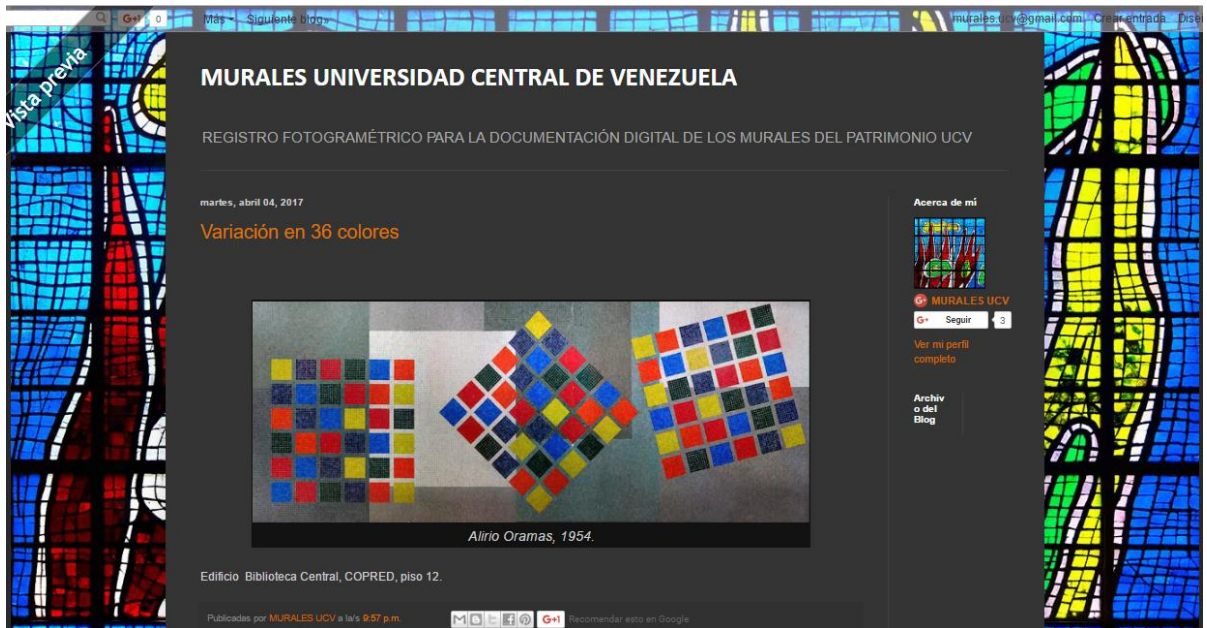 G+1 0 Más Siguiente blog» murales.ucv@gmail.com Crear entrada Dise
Vista previa
MURALES UNIVERSIDAD CENTRAL DE VENEZUELA
REGISTRO FOTOGRAMÉTRICO PARA LA DOCUMENTACIÓN DIGITAL DE LOS MURALES DEL PATRIMONIO UCV
martes, abril 04, 2017
Variación en 36 colores
Alirio Oramas, 1954.
Edificio Biblioteca Central, COPRED, piso 12.
Publicadas por MURALES UCV a la/s 9:57 p.m. G+1 Recomendar esto en Google
Acerca de mí
G+ MURALES UCV
G+ Seguir 3
Ver mi perfil
completo
Archiv
o del
Blog